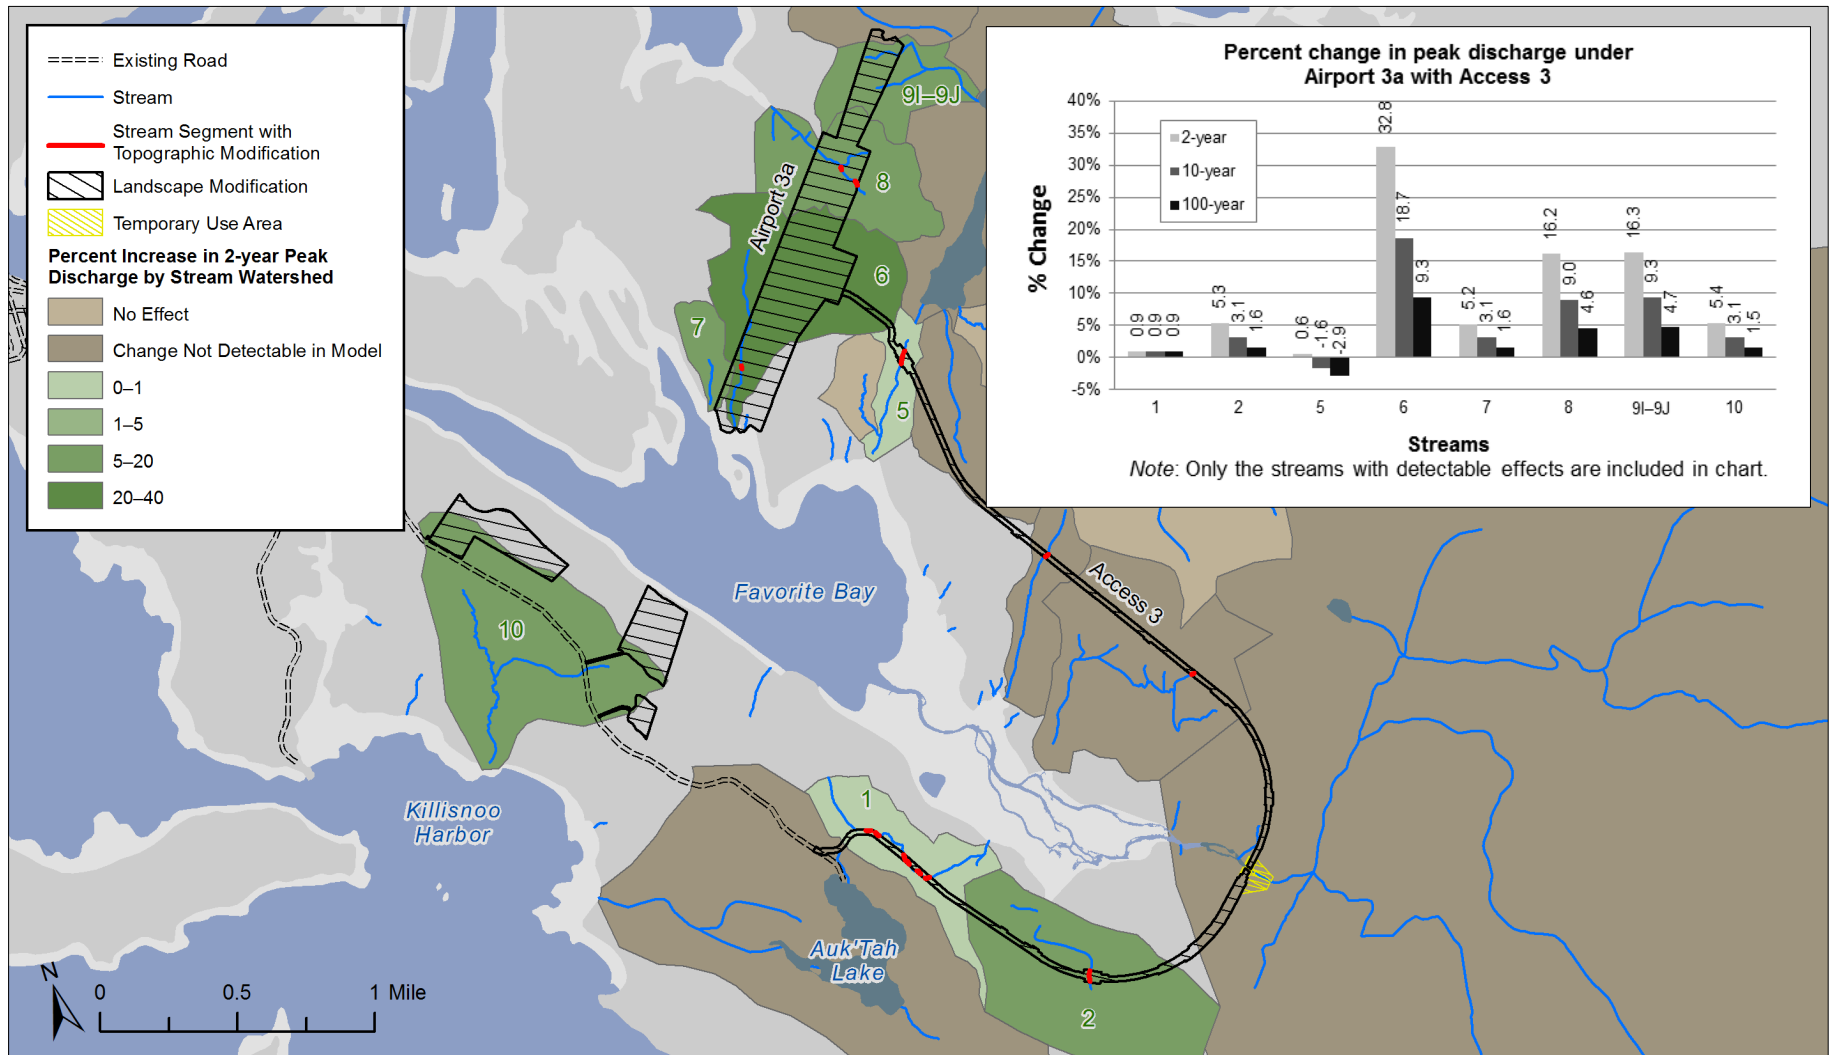 Existing Road
Stream
Stream Segment with
Topographic Modification
Landscape Modification
Temporary Use Area
Percent Increase in 2-year Peak
Discharge by Stream Watershed
No Effect
Change Not Detectable in Model
0–1
1–5
5–20
20–40
Percent change in peak discharge under
Airport 3a with Access 3
% Change
40%
35%
30%
25%
20%
15%
10%
5%
0%
-5%
2-year
10-year
100-year
0.9 0.9 0.9
5.3 3.1 1.6
0.6 -1.6 -2.9
32.8 18.7 9.3
5.2 3.1 1.6
16.2 9.0 4.6
16.3 9.3 4.7
5.4 3.1 1.5
1 2 5 6 7 8 9I–9J 10
Streams
Note: Only the streams with detectable effects are included in chart.
9I–9J
8
Airport 3a
6
7
5
Access 3
Favorite Bay
10
Killisnoo
Harbor
1
Auk'Tah
Lake
2
N
0 0.5 1 Mile